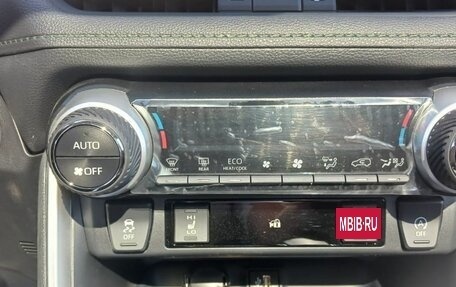 AUTO
OFF
FRONT
REAR
ECO
HEAT/COOL
OFF
HI
LO
MBIB.RU
OFF